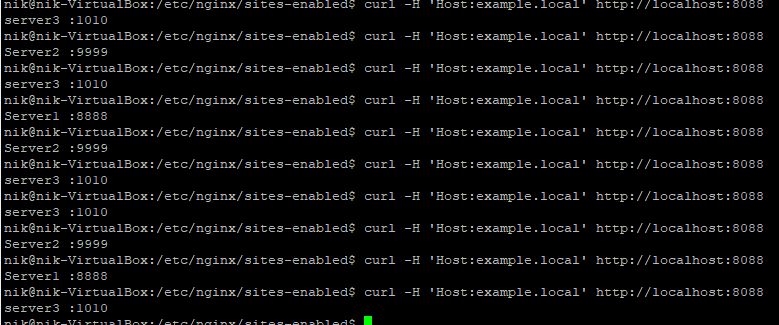 nik@nik-VirtualBox:/etc/nginx/sites-enabled$ curl -H 'Host:example.local' http://localhost:8088
server3 :1010
nik@nik-VirtualBox:/etc/nginx/sites-enabled$ curl -H 'Host:example.local' http://localhost:8088
Server2 :9999
nik@nik-VirtualBox:/etc/nginx/sites-enabled$ curl -H 'Host:example.local' http://localhost:8088
server3 :1010
nik@nik-VirtualBox:/etc/nginx/sites-enabled$ curl -H 'Host:example.local' http://localhost:8088
Server1 :8888
nik@nik-VirtualBox:/etc/nginx/sites-enabled$ curl -H 'Host:example.local' http://localhost:8088
Server2 :9999
nik@nik-VirtualBox:/etc/nginx/sites-enabled$ curl -H 'Host:example.local' http://localhost:8088
server3 :1010
nik@nik-VirtualBox:/etc/nginx/sites-enabled$ curl -H 'Host:example.local' http://localhost:8088
server3 :1010
nik@nik-VirtualBox:/etc/nginx/sites-enabled$ curl -H 'Host:example.local' http://localhost:8088
Server2 :9999
nik@nik-VirtualBox:/etc/nginx/sites-enabled$ curl -H 'Host:example.local' http://localhost:8088
Server1 :8888
nik@nik-VirtualBox:/etc/nginx/sites-enabled$ curl -H 'Host:example.local' http://localhost:8088
server3 :1010
nik@nik-VirtualBox:/etc/nginx/sites-enabled$